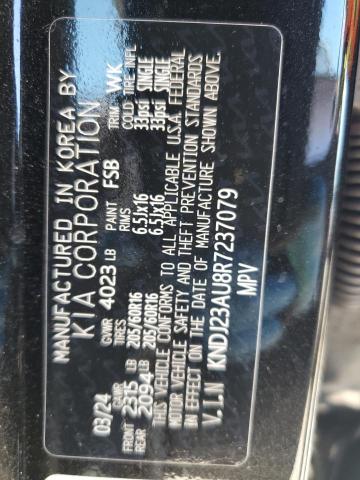 MANUFACTURED IN KOREA BY
KIA CORPORATION
03/24 GVWR 4023 LB PAINT FSB TRIM WK
GAWR TIRES RIMS COLD TIRE INFL
FRONT 2315 LB 205/60R16 6.5Jx16 33psi SINGLE
REAR 2094 LB 205/60R16 6.5Jx16 33psi SINGLE
THIS VEHICLE CONFORMS TO ALL APPLICABLE U.S.A. FEDERAL
MOTOR VEHICLE SAFETY AND THEFT PREVENTION STANDARDS
IN EFFECT ON THE DATE OF MANUFACTURE SHOWN ABOVE.
V.I.N KNDJ23AU8R7237079
MPV